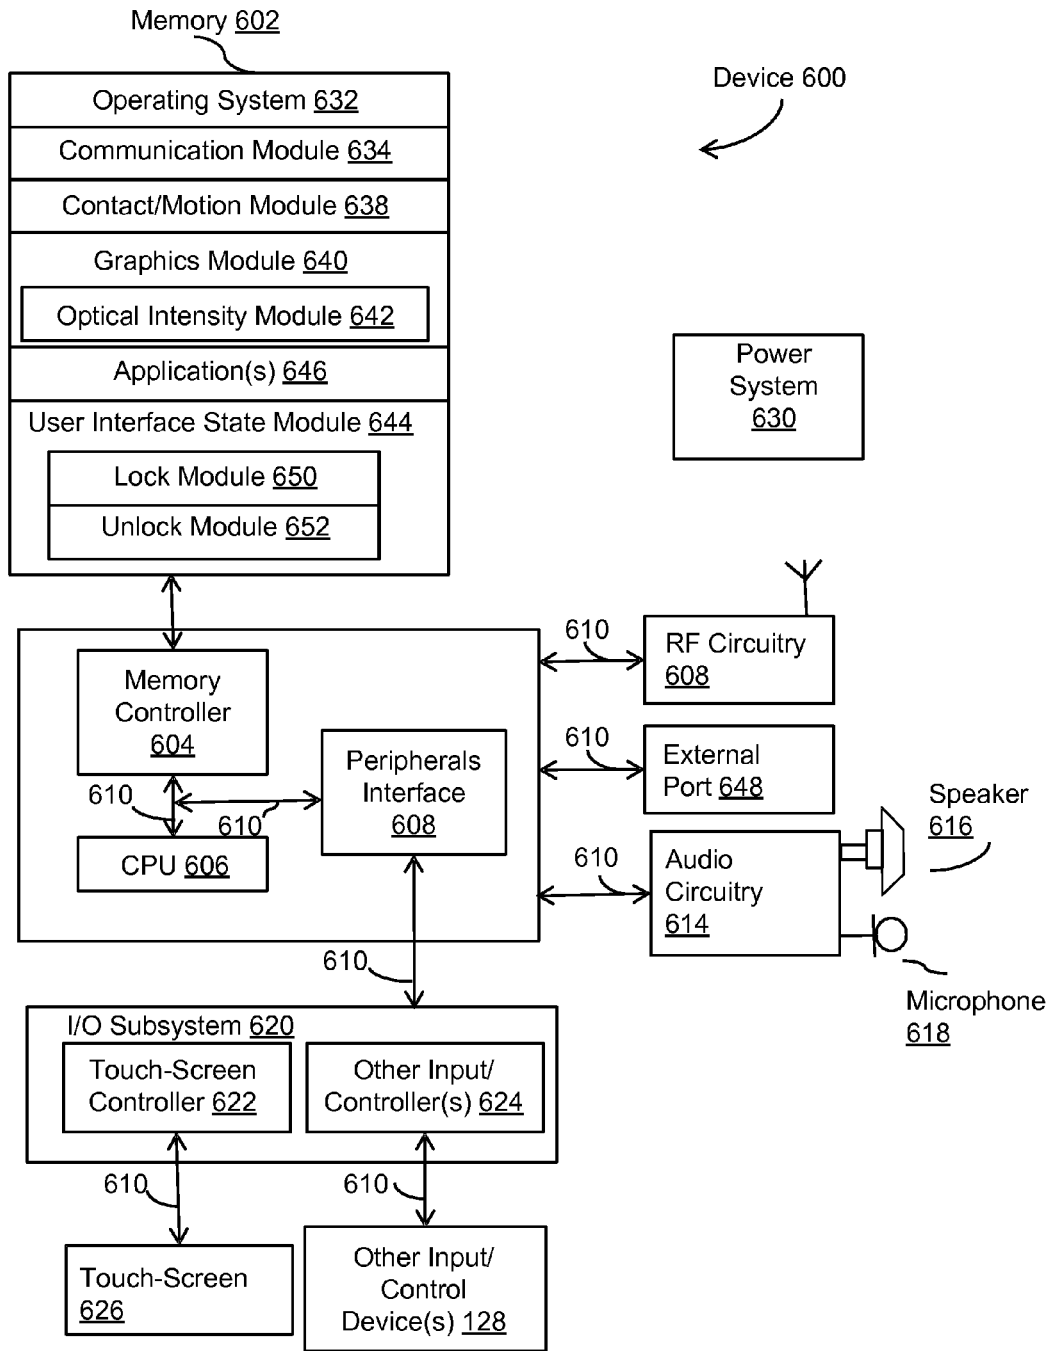 Memory 602
Device 600
Operating System 632
Communication Module 634
Contact/Motion Module 638
Graphics Module 640
Optical Intensity Module 642
Application(s) 646
User Interface State Module 644
Lock Module 650
Unlock Module 652
Power
System
630
Memory
Controller
604
610
610
CPU 606
Peripherals
Interface
608
610
RF Circuitry
608
610
External
Port 648
610
Audio
Circuitry
614
Speaker
616
Microphone
618
610
I/O Subsystem 620
Touch-Screen
Controller 622
Other Input/
Controller(s) 624
610
610
Touch-Screen
626
Other Input/
Control
Device(s) 128